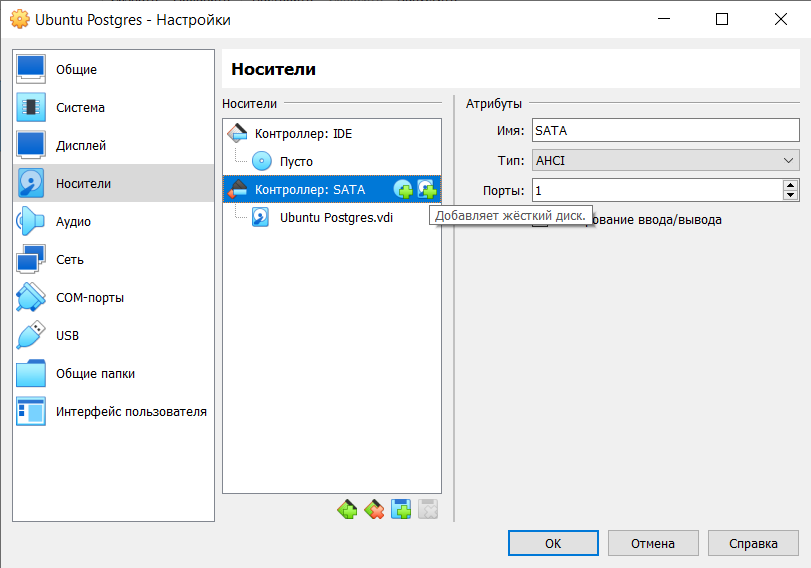 Ubuntu Postgres - Настройки
Общие
Система
Дисплей
Носители
Аудио
Сеть
COM-порты
USB
Общие папки
Интерфейс пользователя
Носители
Носители
Контроллер: IDE
Пусто
Контроллер: SATA
Ubuntu Postgres.vdi
Атрибуты
Имя: SATA
Тип: AHCI
Порты: 1
Добавляет жёсткий диск.
ввода/вывода
OK
Отмена
Справка